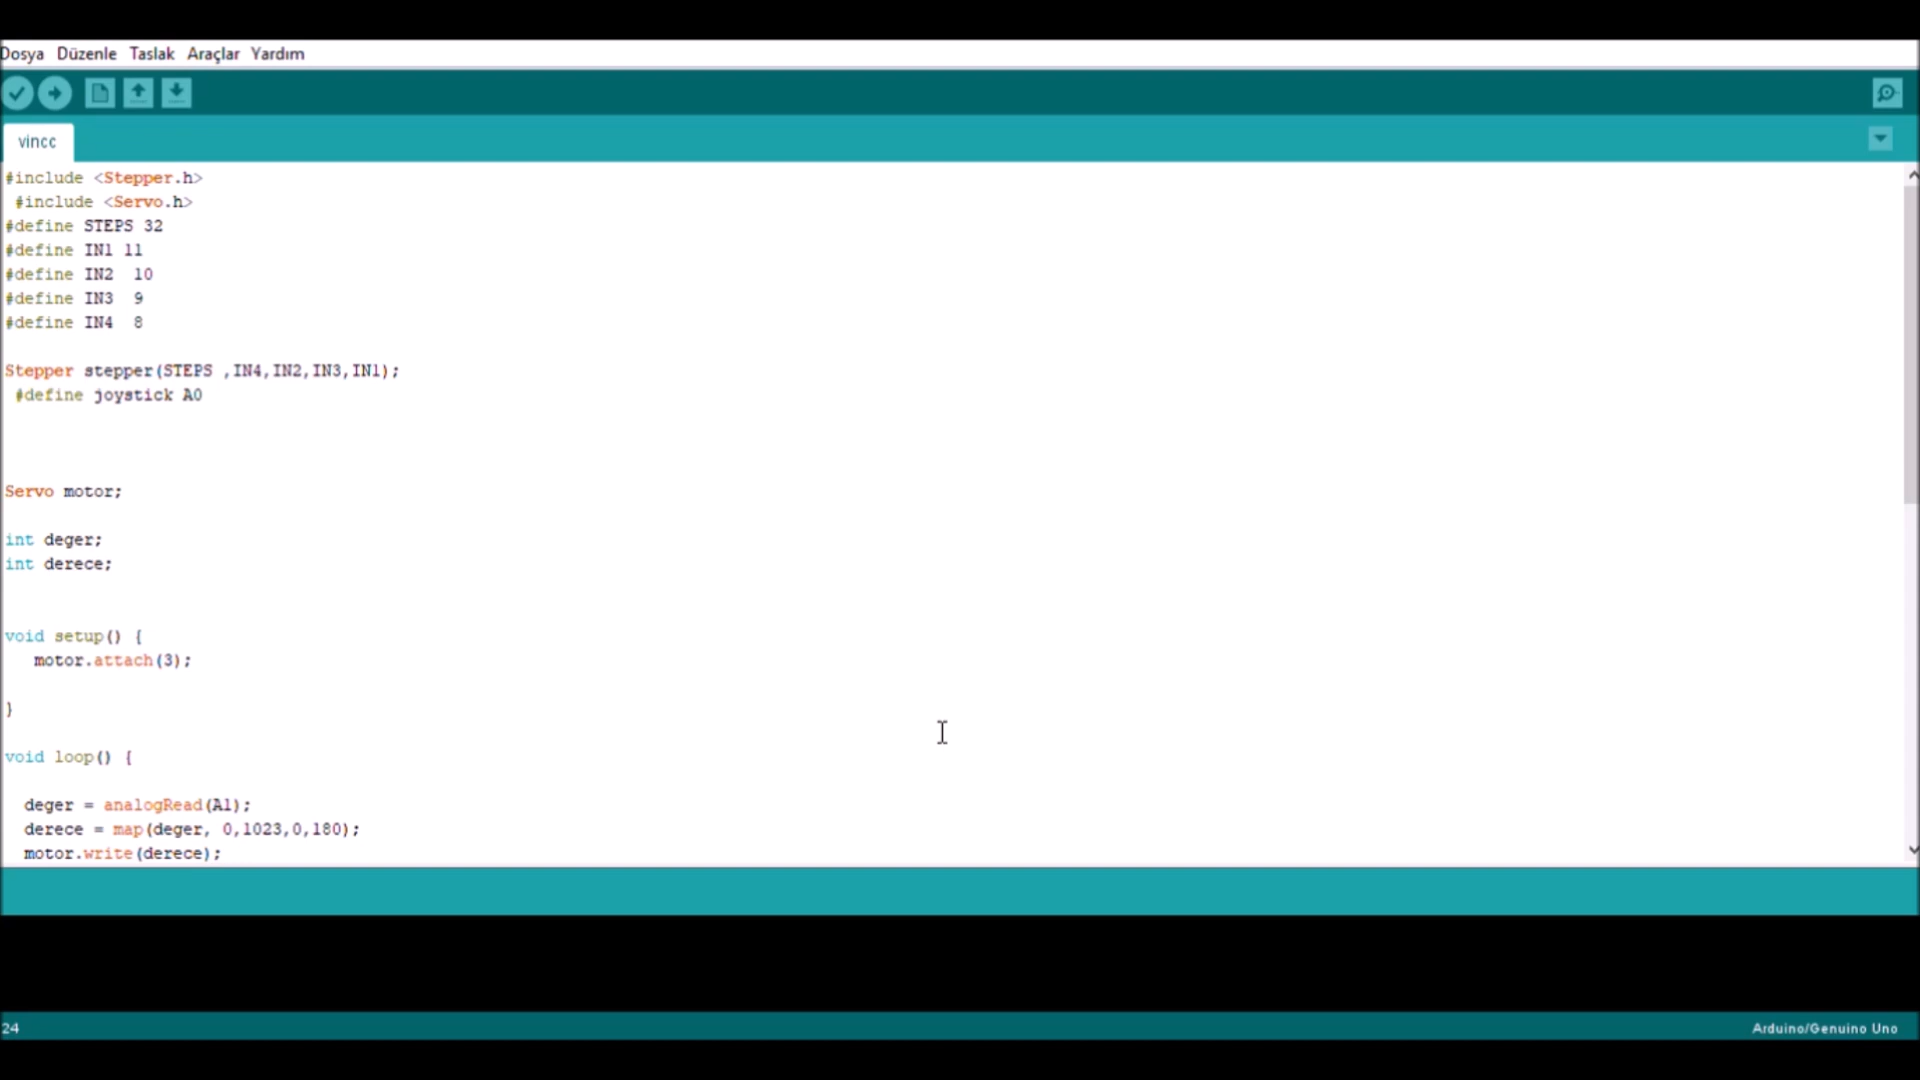 Dosya Düzenle Taslak Araçlar Yardım
vincc
#include <Stepper.h>
#include <Servo.h>
#define STEPS 32
#define IN1 11
#define IN2  10
#define IN3  9
#define IN4  8
Stepper stepper(STEPS ,IN4,IN2,IN3,IN1);
#define joystick A0
Servo motor;
int deger;
int derece;
void setup() {
motor.attach(3);
}
void loop() {
deger = analogRead(A1);
derece = map(deger, 0,1023,0,180);
motor.write(derece);
24
Arduino/Genuino Uno